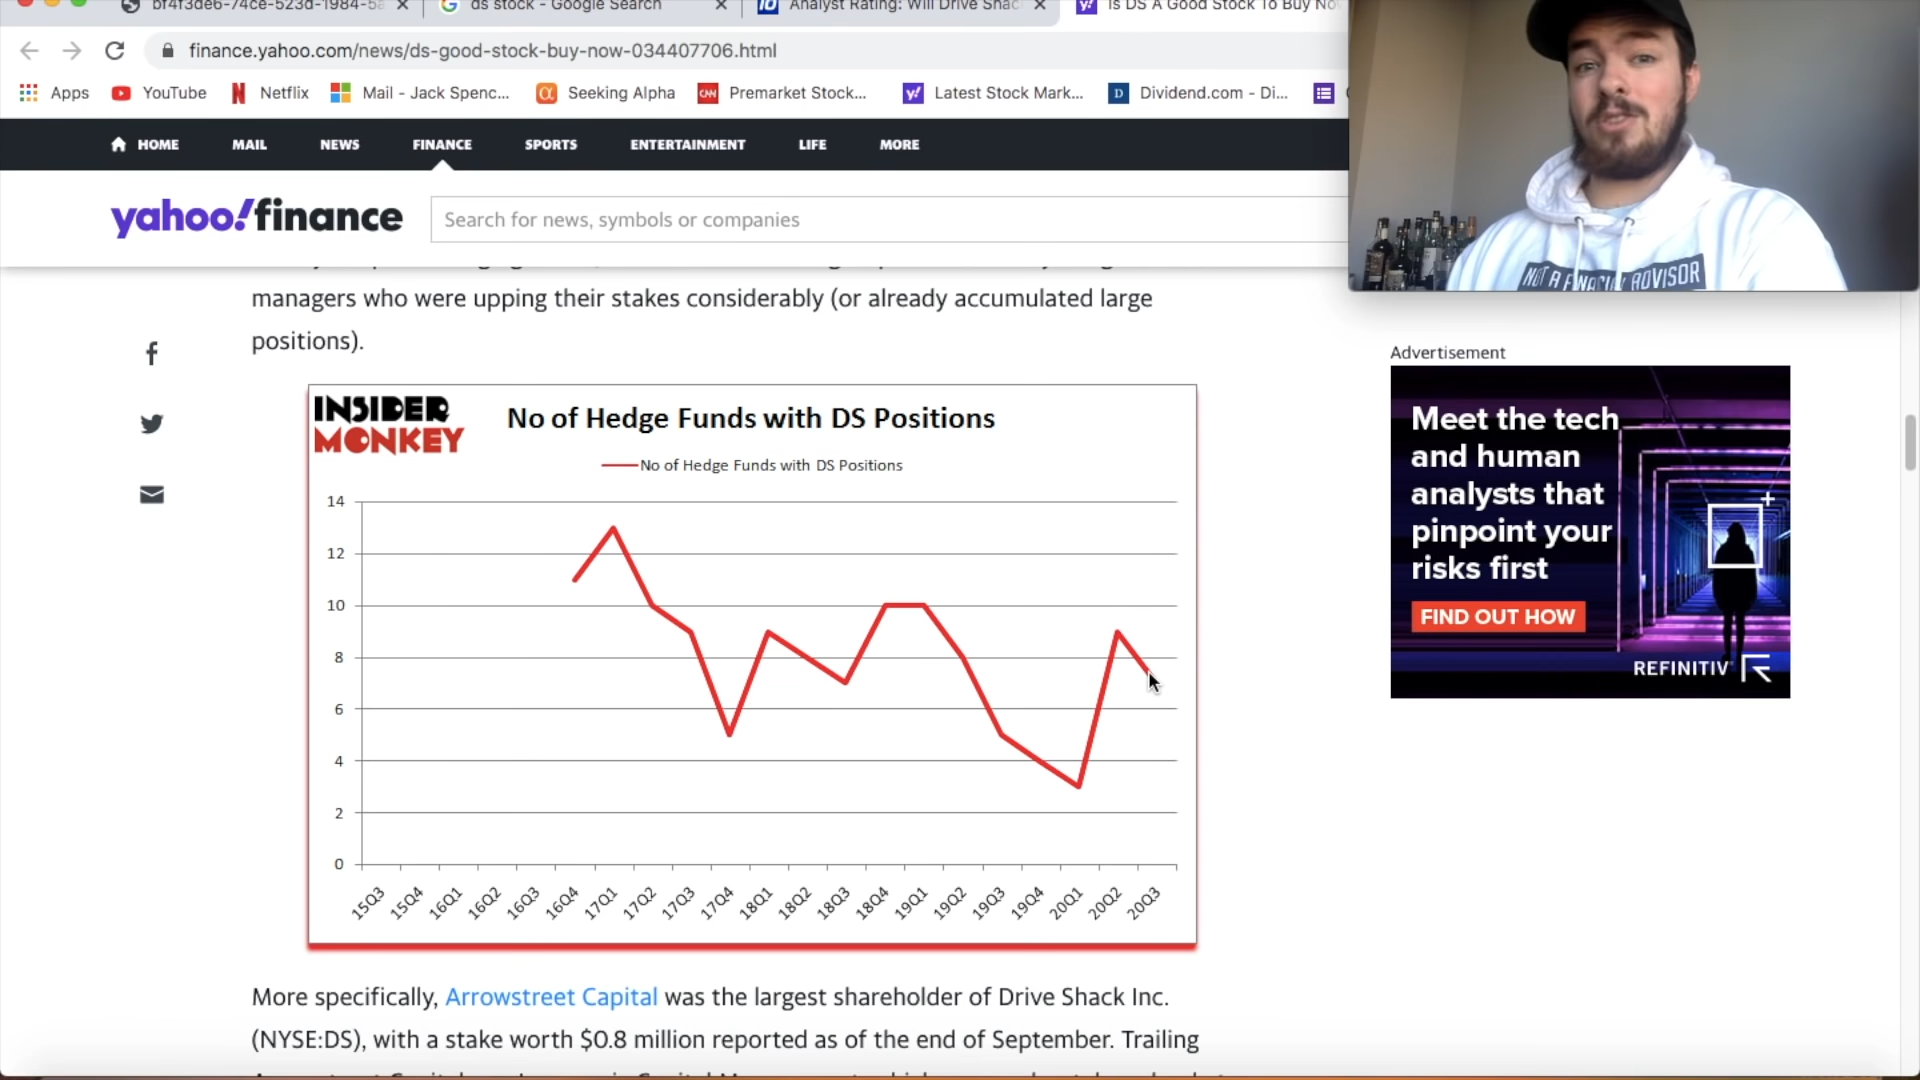 ds stock - Google Search
Analyst Rating: Will Drive Shac
Is DS A Good Stock To Buy No
finance.yahoo.com/news/ds-good-stock-buy-now-034407706.html
Apps YouTube Netflix Mail - Jack Spenc... Seeking Alpha Premarket Stock... Latest Stock Mark... Dividend.com - Di...
HOME MAIL NEWS FINANCE SPORTS ENTERTAINMENT LIFE MORE
yahoo!finance
Search for news, symbols or companies
NOT A FINANCIAL ADVISOR
managers who were upping their stakes considerably (or already accumulated large
positions).
INSIDER
MONKEY
No of Hedge Funds with DS Positions
No of Hedge Funds with DS Positions
14
12
10
8
6
4
2
0
15Q3 15Q4 16Q1 16Q2 16Q3 16Q4 17Q1 17Q2 17Q3 17Q4 18Q1 18Q2 18Q3 18Q4 19Q1 19Q2 19Q3 19Q4 20Q1 20Q2 20Q3
Advertisement
Meet the tech
and human
analysts that
pinpoint your
risks first
FIND OUT HOW
REFINITIV
More specifically, Arrowstreet Capital was the largest shareholder of Drive Shack Inc.
(NYSE:DS), with a stake worth $0.8 million reported as of the end of September. Trailing